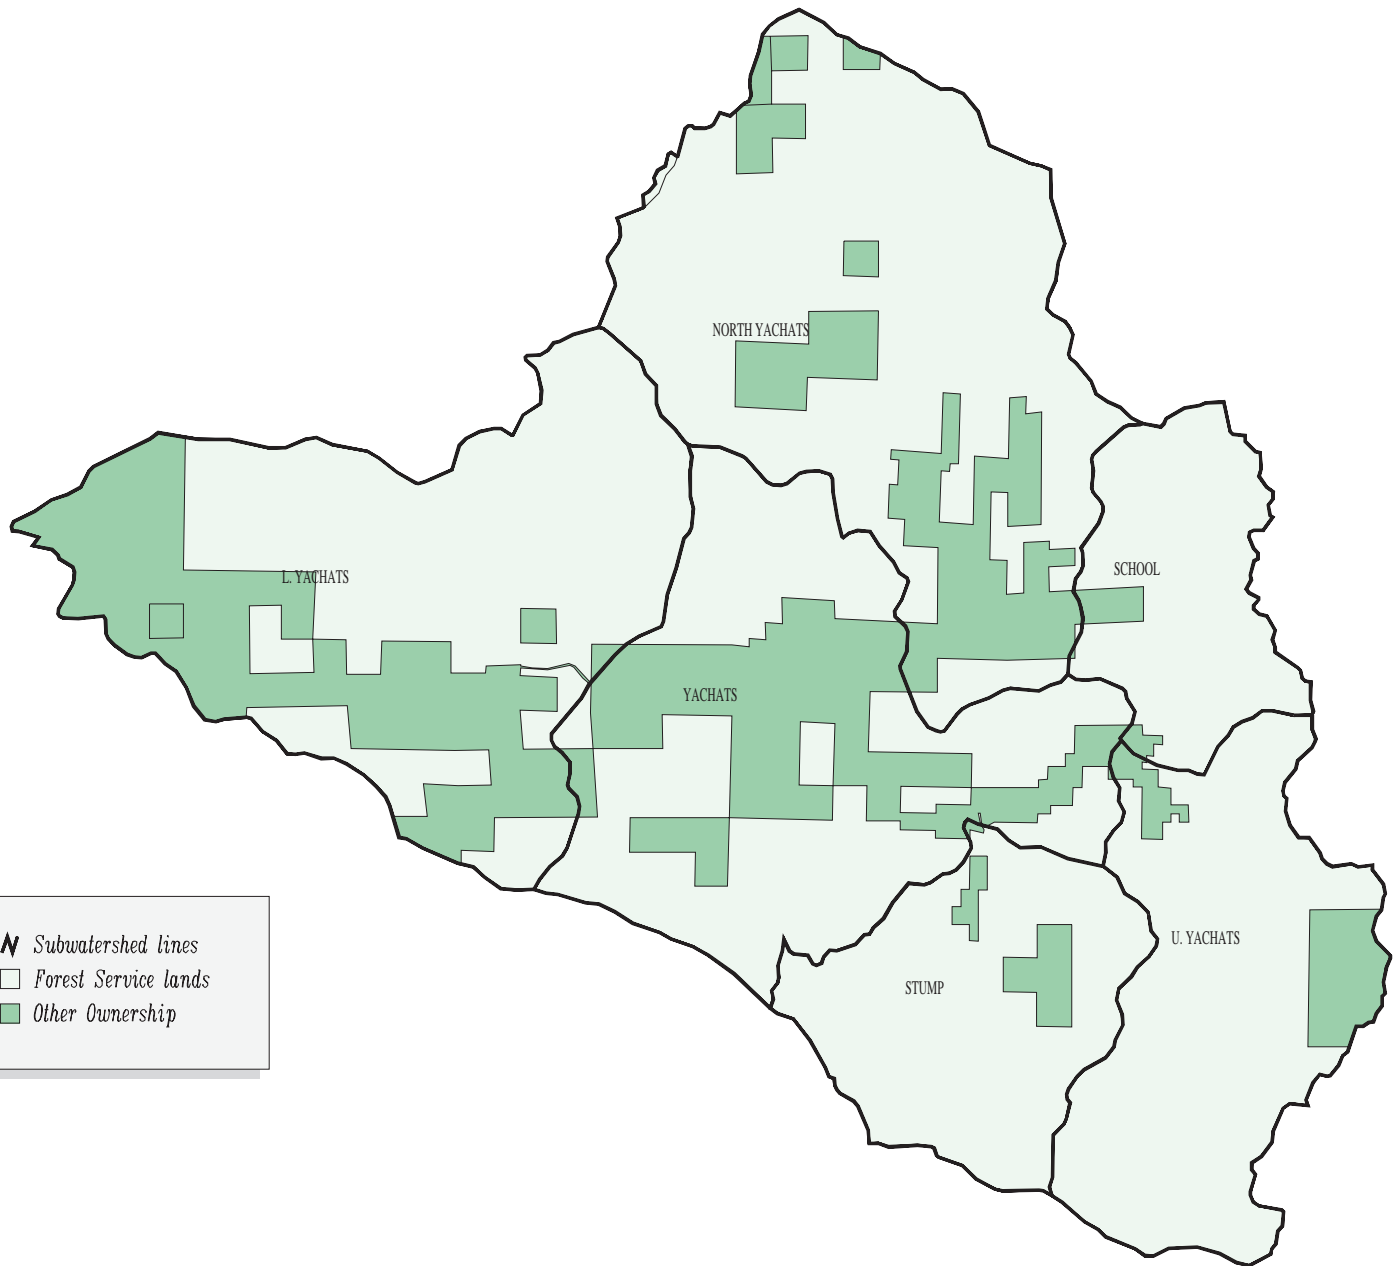 NORTH YACHATS
SCHOOL
L. YACHATS
YACHATS
U. YACHATS
STUMP
Subwatershed lines
Forest Service lands
Other Ownership